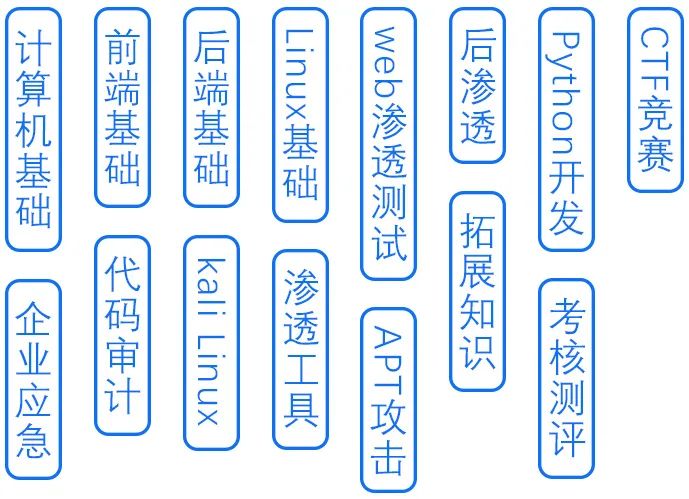 计算机基础
前端基础
后端基础
Linux基础
web渗透测试
后渗透
Python开发
CTF竞赛
企业应急
代码审计
kali Linux
渗透工具
APT攻击
拓展知识
考核测评